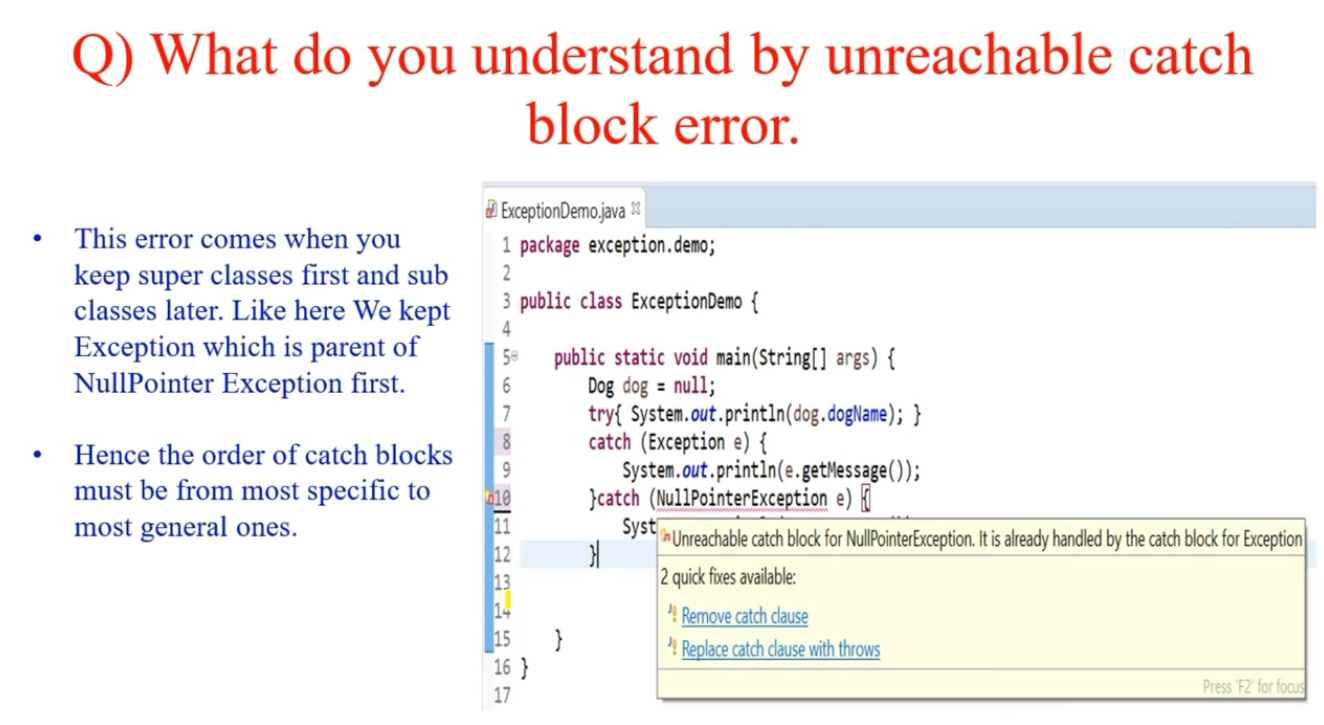 Q) What do you understand by unreachable catch
block error.
• This error comes when you
keep super classes first and sub
classes later. Like here We kept
Exception which is parent of
NullPointer Exception first.
• Hence the order of catch blocks
must be from most specific to
most general ones.
ExceptionDemo.java
1 package exception.demo;
2
3 public class ExceptionDemo {
4
5 public static void main(String[] args) {
6 Dog dog = null;
7 try{ System.out.println(dog.dogName); }
8 catch (Exception e) {
9 System.out.println(e.getMessage());
10 }catch (NullPointerException e) {
11 Syst
12 }
13
14
15 }
16 }
17
Unreachable catch block for NullPointerException. It is already handled by the catch block for Exception
2 quick fixes available:
Remove catch clause
Replace catch clause with throws
Press 'F2' for focus